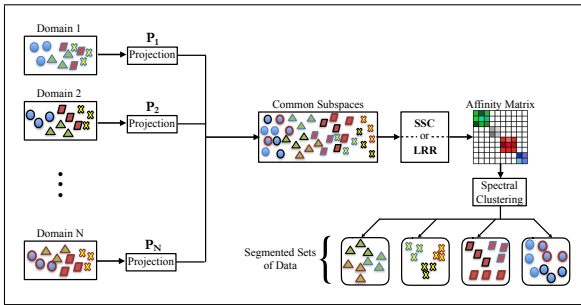 Domain 1
P1
Projection
Domain 2
P2
Projection
Domain N
PN
Projection
Common Subspaces
SSC
or
LRR
Affinity Matrix
Spectral
Clustering
Segmented Sets
of Data